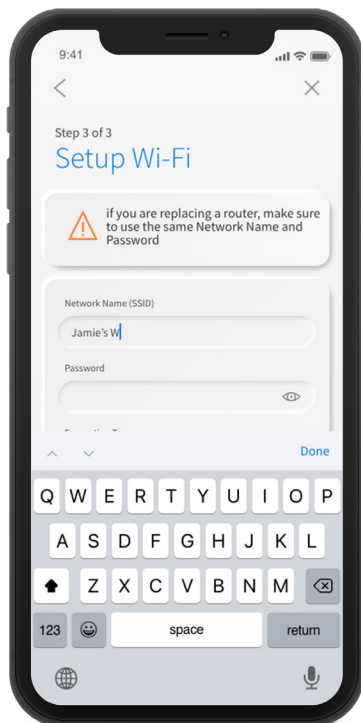 9:41
Step 3 of 3
Setup Wi-Fi
if you are replacing a router, make sure
to use the same Network Name and
Password
Network Name (SSID)
Jamie's W
Password
Done
Q W E R T Y U I O P
A S D F G H J K L
Z X C V B N M
123 space return